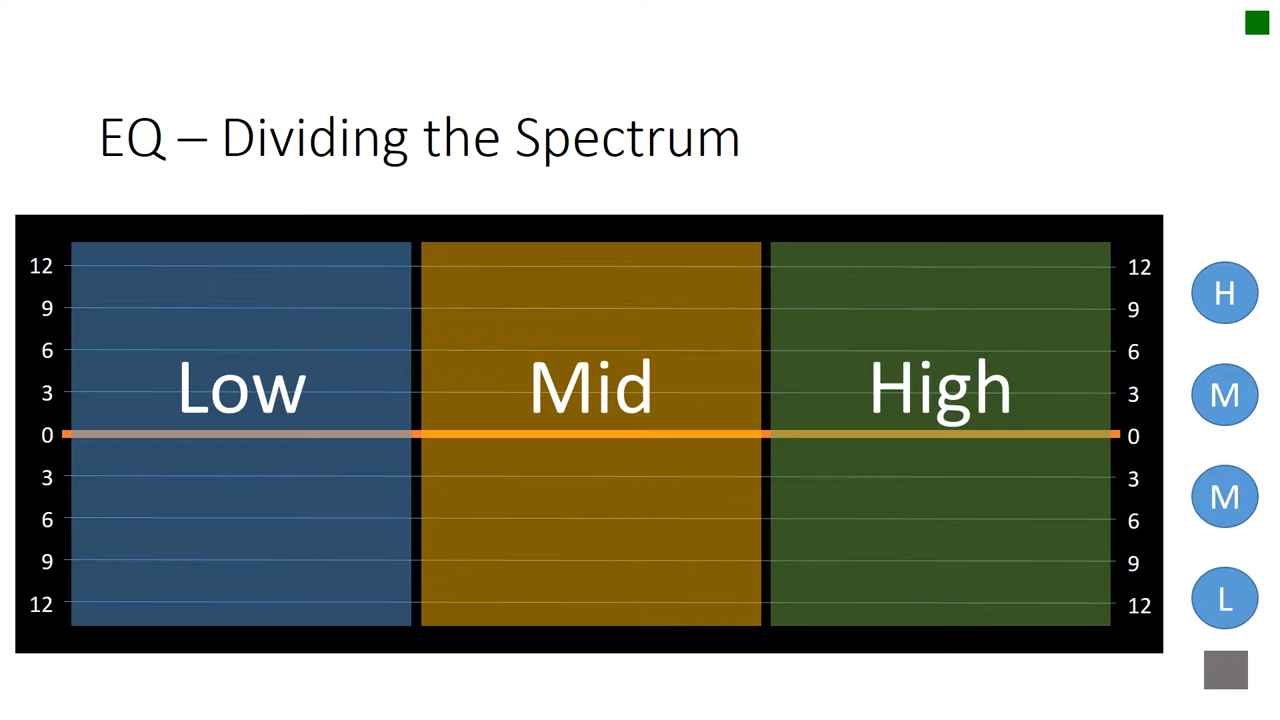 EQ – Dividing the Spectrum
12 12
9 9
6 6
3 3
Low Mid High
0 0
3 3
6 6
9 9
12 12
H
M
M
L